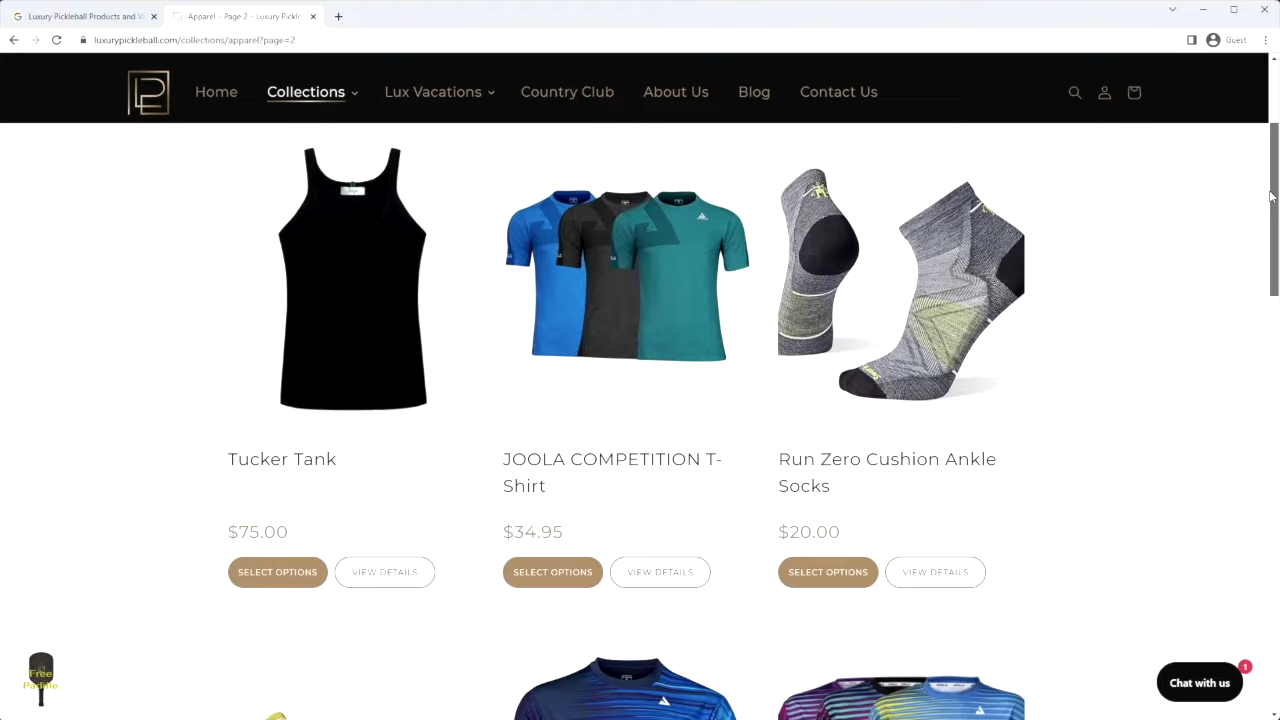 Luxury Pickleball Products and V
Apparel – Page 2 – Luxury Pickle
luxurypickleball.com/collections/apparel?page=2
Guest
Home
Collections
Lux Vacations
Country Club
About Us
Blog
Contact Us
Tucker Tank
JOOLA COMPETITION T-
Shirt
Run Zero Cushion Ankle
Socks
$75.00
$34.95
$20.00
SELECT OPTIONS
VIEW DETAILS
SELECT OPTIONS
VIEW DETAILS
SELECT OPTIONS
VIEW DETAILS
Free
Paddle
Chat with us
1